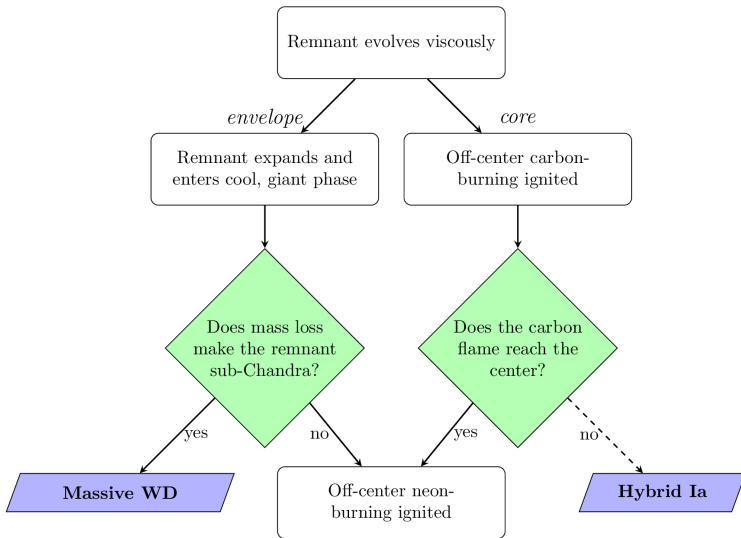 Remnant evolves viscously
envelope
core
Remnant expands and
enters cool, giant phase
Off-center carbon-
burning ignited
Does mass loss
make the remnant
sub-Chandra?
Does the carbon
flame reach the
center?
yes
no
yes
no
Massive WD
Off-center neon-
burning ignited
Hybrid Ia